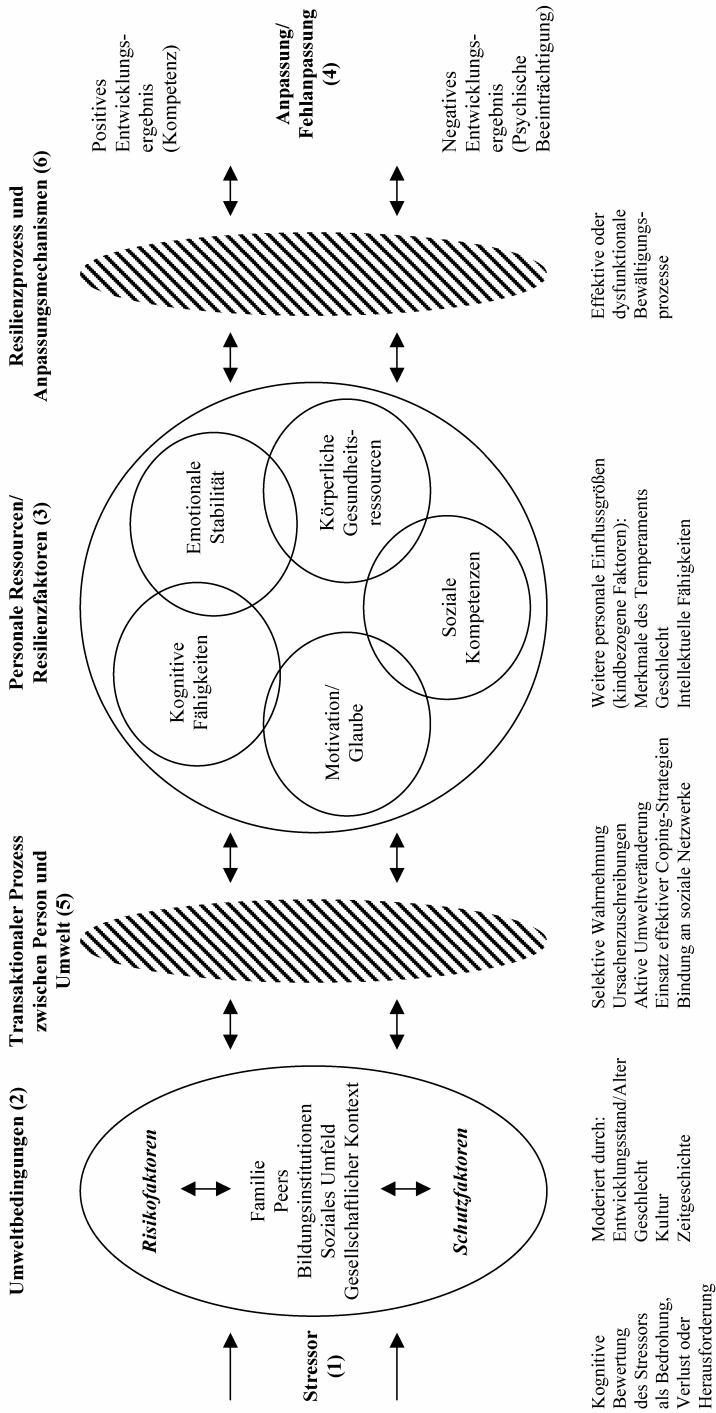 Stressor
(1)
Kognitive
Bewertung
des Stressors
als Bedrohung,
Verlust oder
Herausforderung
Umweltbedingungen (2)
Risikofaktoren
Familie
Peers
Bildungsinstitutionen
Soziales Umfeld
Gesellschaftlicher Kontext
Schutzfaktoren
Moderiert durch:
Entwicklungsstand/Alter
Geschlecht
Kultur
Zeitgeschichte
Transaktionaler Prozess
zwischen Person und
Umwelt (5)
Selektive Wahrnehmung
Ursachenzuschreibungen
Aktive Umweltveränderung
Einsatz effektiver Coping-Strategien
Bindung an soziale Netzwerke
Personale Ressourcen/
Resilienzfaktoren (3)
Kognitive
Fähigkeiten
Emotionale
Stabilität
Motivation/
Glaube
Körperliche
Gesundheits-
ressourcen
Soziale
Kompetenzen
Weitere personale Einflussgrößen
(kindbezogene Faktoren):
Merkmale des Temperaments
Geschlecht
Intellektuelle Fähigkeiten
Resilienzprozess und
Anpassungsmechanismen (6)
Effektive oder
dysfunktionale
Bewältigungs-
prozesse
Positives
Entwicklungs-
ergebnis
(Kompetenz)
Anpassung/
Fehlanpassung
(4)
Negatives
Entwicklungs-
ergebnis
(Psychische
Beeinträchtigung)